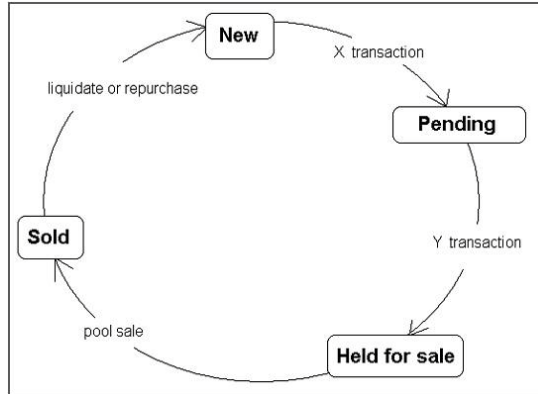 New
X transaction
liquidate or repurchase
Pending
Sold
Y transaction
pool sale
Held for sale